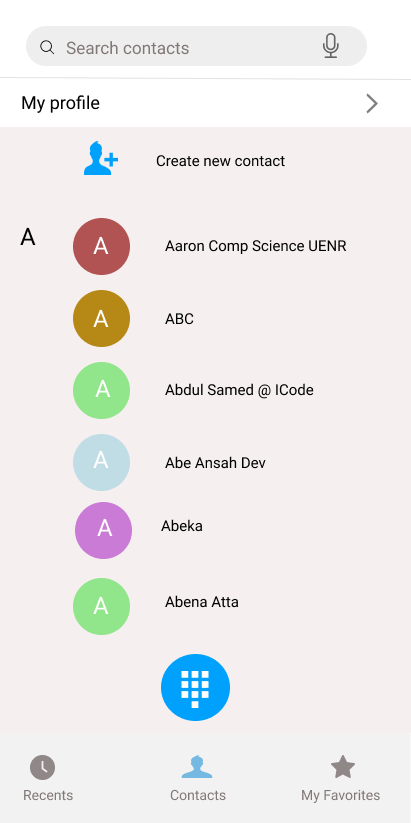 Search contacts
My profile
Create new contact
A
A
Aaron Comp Science UENR
A
ABC
A
Abdul Samed @ ICode
A
Abe Ansah Dev
A
Abeka
A
Abena Atta
Recents
Contacts
My Favorites